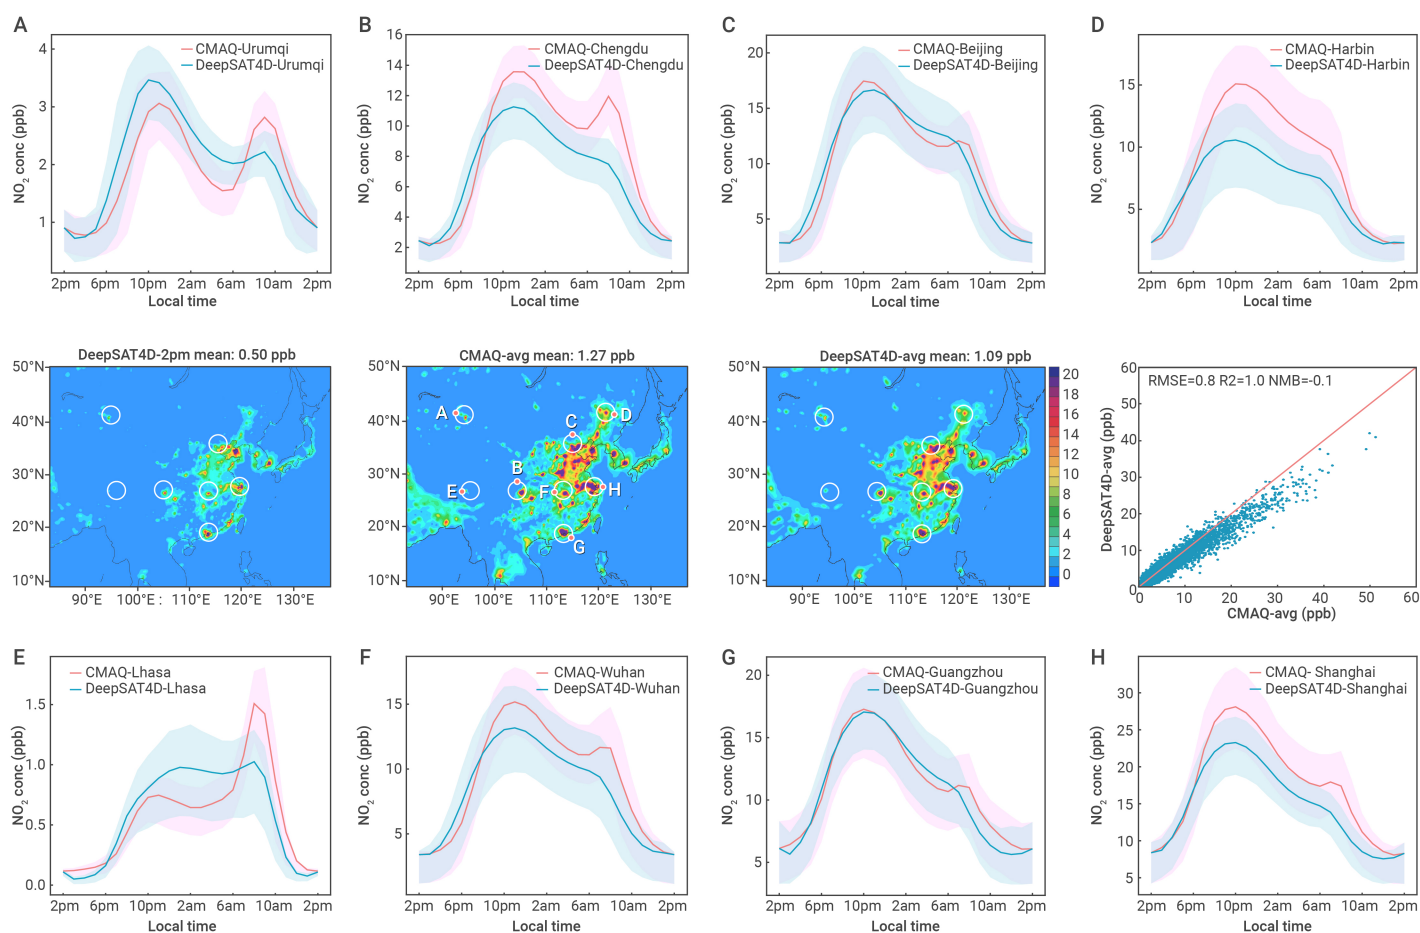 A
B
C
D
CMAQ-Urumqi
DeepSAT4D-Urumqi
4
3
2
1
NO2 conc (ppb)
2pm 6pm 10pm 2am 6am 10am 2pm
Local time
CMAQ-Chengdu
DeepSAT4D-Chengdu
16
14
12
10
8
6
4
2
NO2 conc (ppb)
2pm 6pm 10pm 2am 6am 10am 2pm
Local time
CMAQ-Beijing
DeepSAT4D-Beijing
20
15
10
5
NO2 conc (ppb)
2pm 6pm 10pm 2am 6am 10am 2pm
Local time
CMAQ-Harbin
DeepSAT4D-Harbin
15
10
5
NO2 conc (ppb)
2pm 6pm 10pm 2am 6am 10am 2pm
Local time
DeepSAT4D-2pm mean: 0.50 ppb
50°N
40°N
30°N
20°N
10°N
90°E 100°E : 110°E 120°E 130°E
CMAQ-avg mean: 1.27 ppb
50°N
40°N
30°N
20°N
10°N
A
D
C
B
E
F
H
G
90°E 100°E 110°E 120°E 130°E
DeepSAT4D-avg mean: 1.09 ppb
50°N
40°N
30°N
20°N
10°N
90°E 100°E 110°E 120°E 130°E
20
18
16
14
12
10
8
6
4
2
0
RMSE=0.8 R2=1.0 NMB=-0.1
60
50
40
30
20
10
0
DeepSAT4D-avg (ppb)
0 10 20 30 40 50 60
CMAQ-avg (ppb)
E
F
G
H
CMAQ-Lhasa
DeepSAT4D-Lhasa
1.5
1.0
0.5
0.0
NO2 conc (ppb)
2pm 6pm 10pm 2am 6am 10am 2pm
Local time
CMAQ-Wuhan
DeepSAT4D-Wuhan
15
10
5
NO2 conc (ppb)
2pm 6pm 10pm 2am 6am 10am 2pm
Local time
CMAQ-Guangzhou
DeepSAT4D-Guangzhou
20
15
10
5
NO2 conc (ppb)
2pm 6pm 10pm 2am 6am 10am 2pm
Local time
CMAQ- Shanghai
DeepSAT4D-Shanghai
30
25
20
15
10
5
NO2 conc (ppb)
2pm 6pm 10pm 2am 6am 10am 2pm
Local time